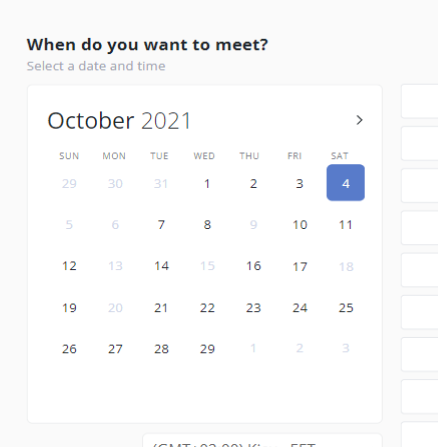 When do you want to meet?
Select a date and time
October 2021
SUN MON TUE WED THU FRI SAT
29 30 31 1 2 3 4
5 6 7 8 9 10 11
12 13 14 15 16 17 18
19 20 21 22 23 24 25
26 27 28 29 1 2 3